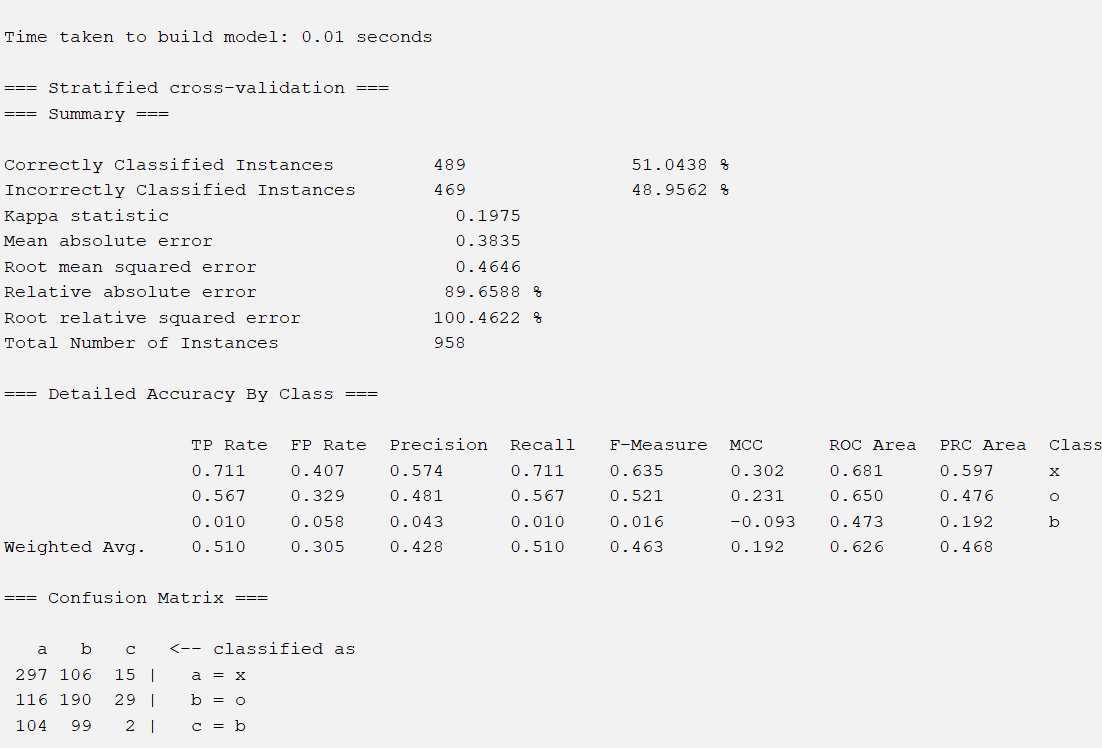 Time taken to build model: 0.01 seconds
=== Stratified cross-validation ===
=== Summary ===
Correctly Classified Instances 489 51.0438 %
Incorrectly Classified Instances 469 48.9562 %
Kappa statistic 0.1975
Mean absolute error 0.3835
Root mean squared error 0.4646
Relative absolute error 89.6588 %
Root relative squared error 100.4622 %
Total Number of Instances 958
=== Detailed Accuracy By Class ===
TP Rate FP Rate Precision Recall F-Measure MCC ROC Area PRC Area Class
0.711 0.407 0.574 0.711 0.635 0.302 0.681 0.597 x
0.567 0.329 0.481 0.567 0.521 0.231 0.650 0.476 o
0.010 0.058 0.043 0.010 0.016 -0.093 0.473 0.192 b
Weighted Avg. 0.510 0.305 0.428 0.510 0.463 0.192 0.626 0.468
=== Confusion Matrix ===
a b c <-- classified as
297 106 15 | a = x
116 190 29 | b = o
104 99 2 | c = b